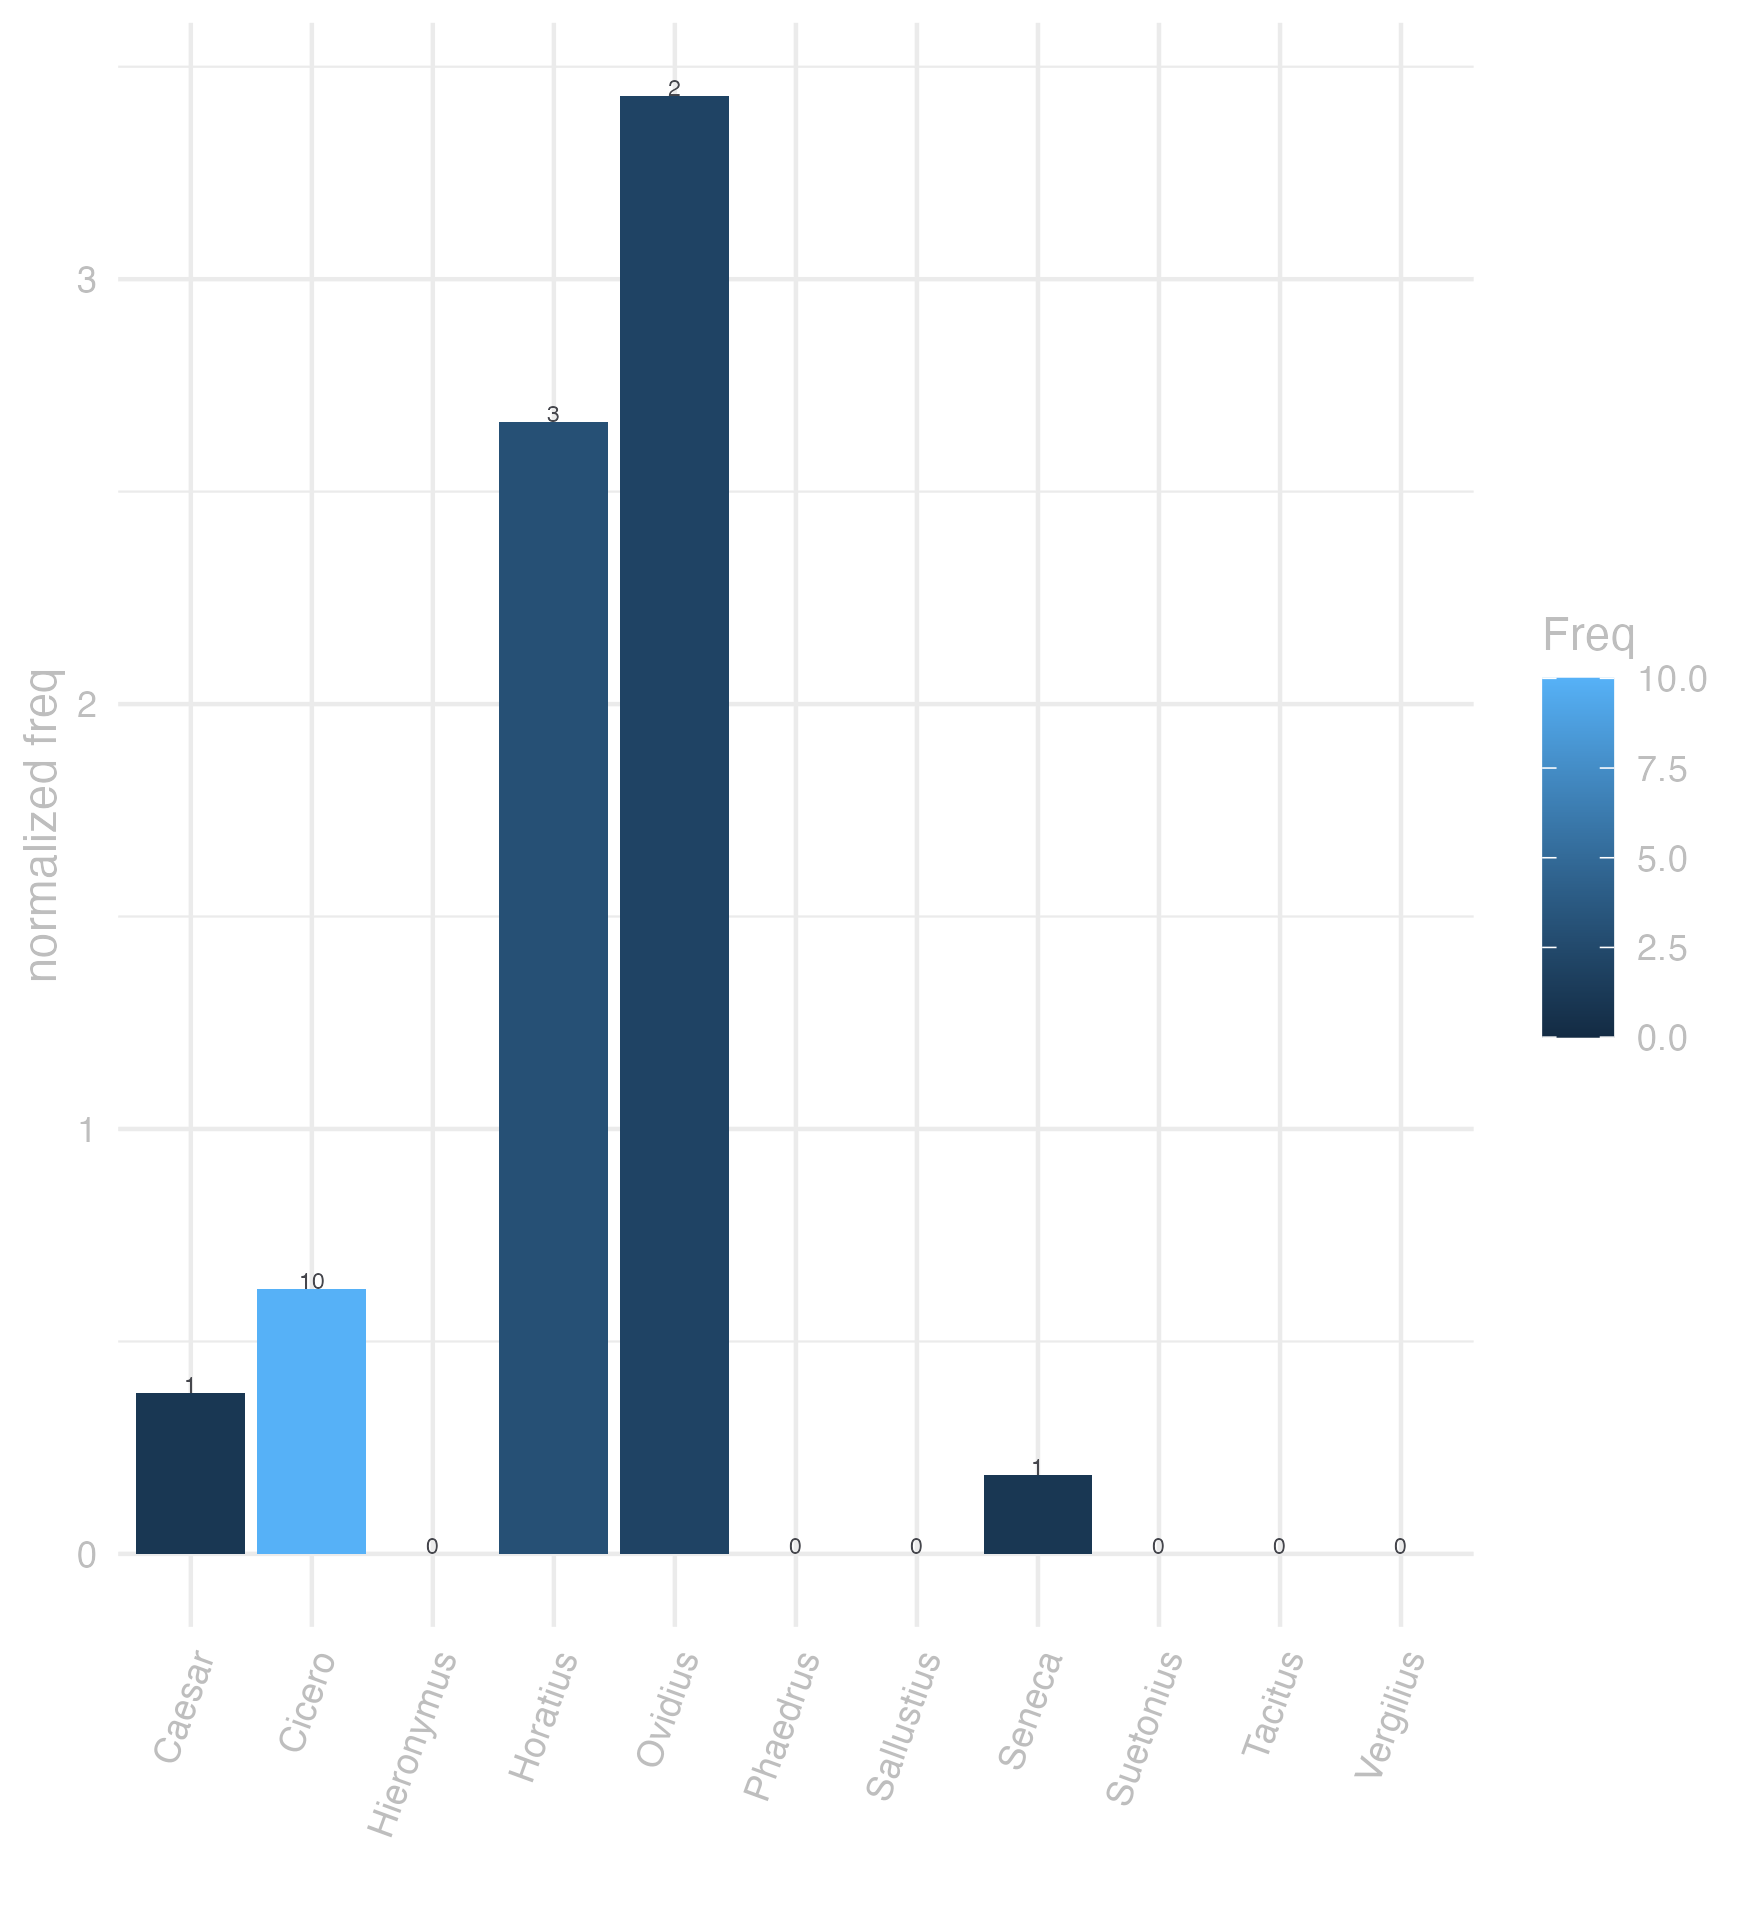 normalized freq
3
2
1
0
1
10
0
3
2
0
0
1
0
0
0
Caesar
Cicero
Hieronymus
Horatius
Ovidius
Phaedrus
Sallustius
Seneca
Suetonius
Tacitus
Vergilius
Freq
10.0
7.5
5.0
2.5
0.0